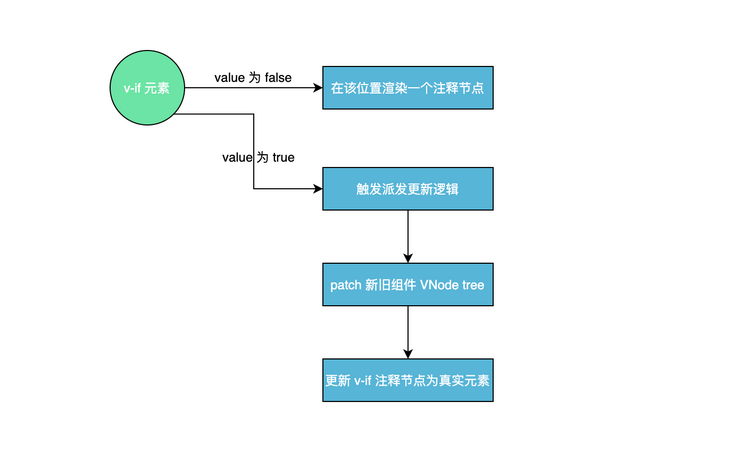 v-if 元素
value 为 false
在该位置渲染一个注释节点
value 为 true
触发派发更新逻辑
patch 新旧组件 VNode tree
更新 v-if 注释节点为真实元素